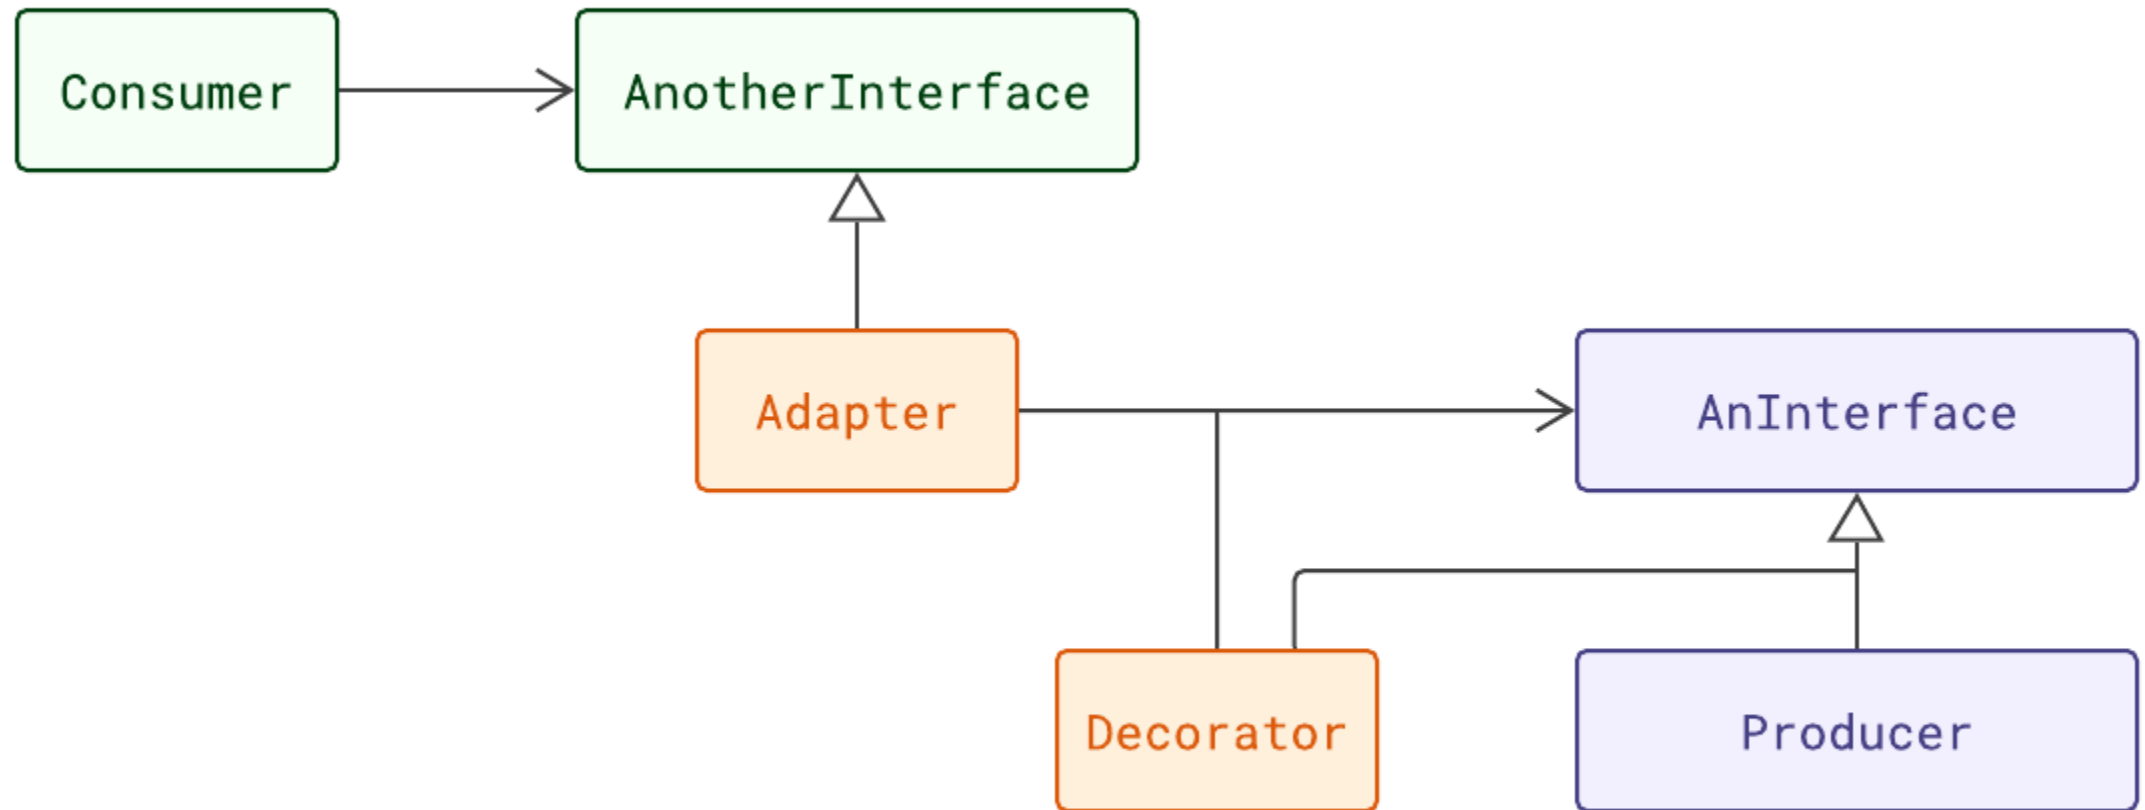 Consumer
AnotherInterface
Adapter
AnInterface
Decorator
Producer